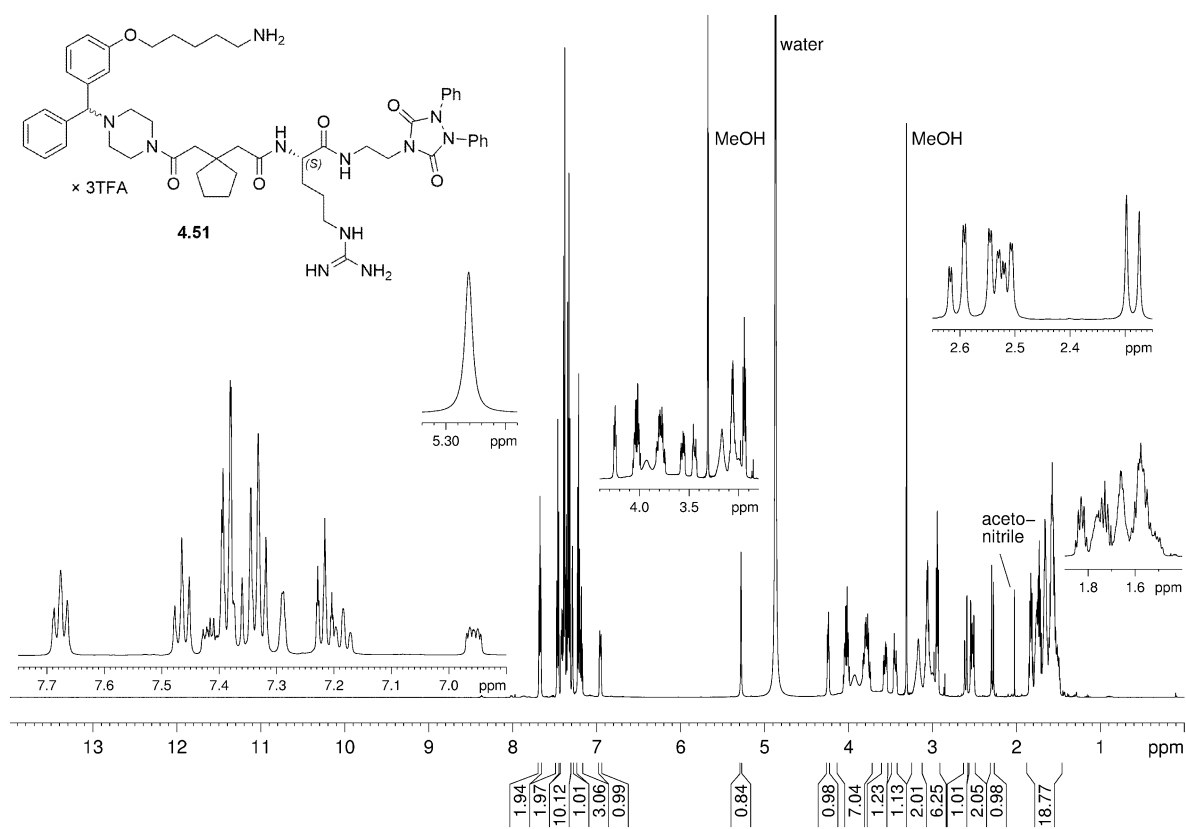 O
NH₂
N
N
O
O
H
N
(S)
O
N
H
O
N
N
N
O
Ph
Ph
× 3TFA
4.51
NH
HN
NH₂
water
MeOH
MeOH
aceto–
nitrile
5.30 ppm
4.0 3.5 ppm
2.6 2.5 2.4 ppm
1.8 1.6 ppm
7.7 7.6 7.5 7.4 7.3 7.2 7.1 7.0 ppm
13 12 11 10 9 8 7 6 5 4 3 2 1 ppm
1.94 1.97 10.12 1.01 3.06 0.99 0.84 0.98 7.04 1.23 1.13 2.01 6.25 1.01 2.05 0.98 18.77